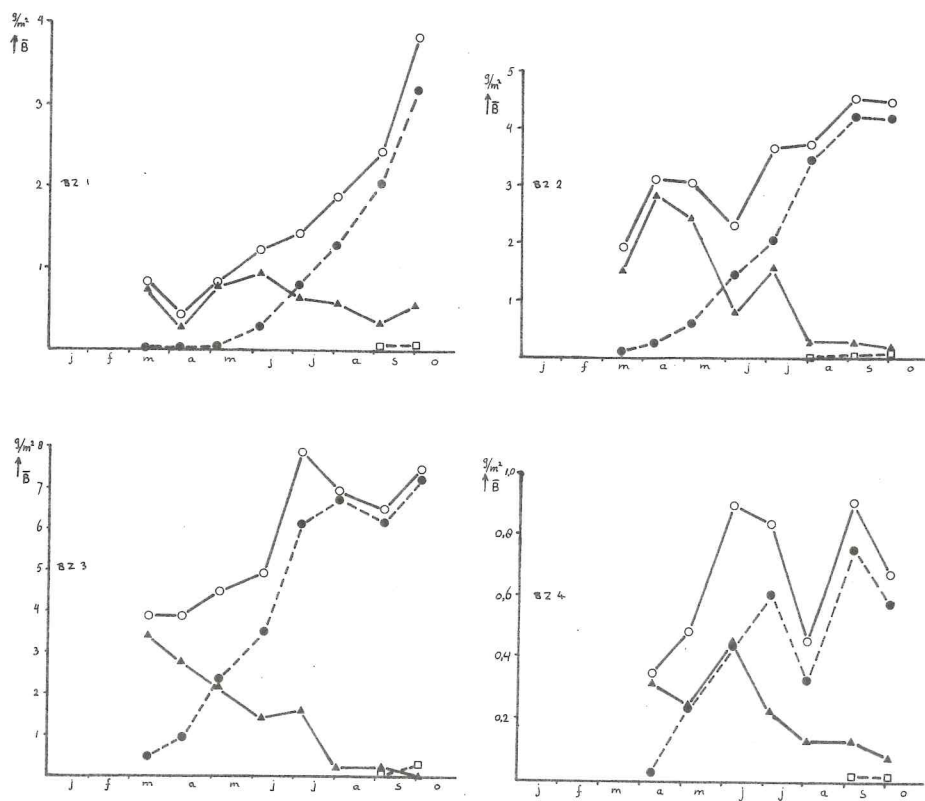 g/m²
B̄
4
3
2
1
BZ 1
j f m a m j j a s o
g/m²
B̄
5
4
3
2
1
BZ 2
j f m a m j j a s o
g/m²
B̄
8
7
6
5
4
3
2
1
BZ 3
j f m a m j j a s o
g/m²
B̄
1,0
0,8
0,6
0,4
0,2
BZ 4
j f m a m j j a s o